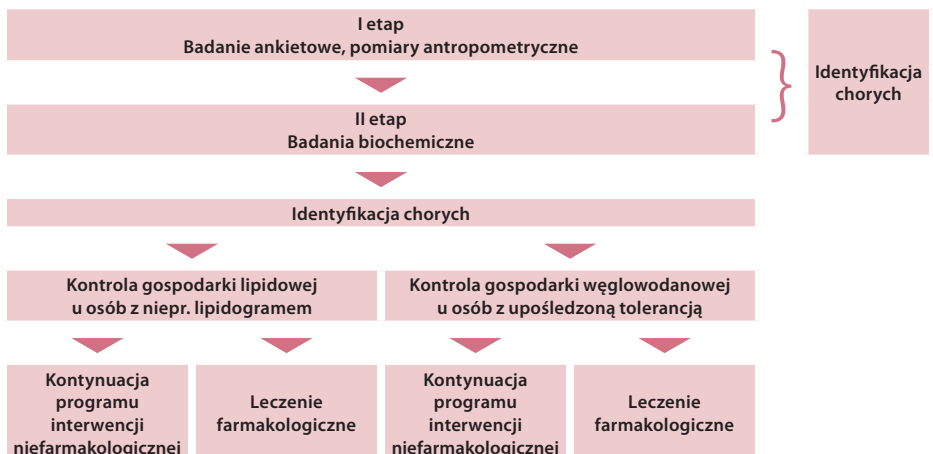 I etap
Badanie ankietowe, pomiary antropometryczne
Identyfikacja
chorych
II etap
Badania biochemiczne
Identyfikacja chorych
Kontrola gospodarki lipidowej
u osób z niepr. lipidogramem
Kontrola gospodarki węglowodanowej
u osób z upośledzoną tolerancją
Kontynuacja
programu
interwencji
niefarmakologicznej
Leczenie
farmakologiczne
Kontynuacja
programu
interwencji
niefarmakologicznej
Leczenie
farmakologiczne